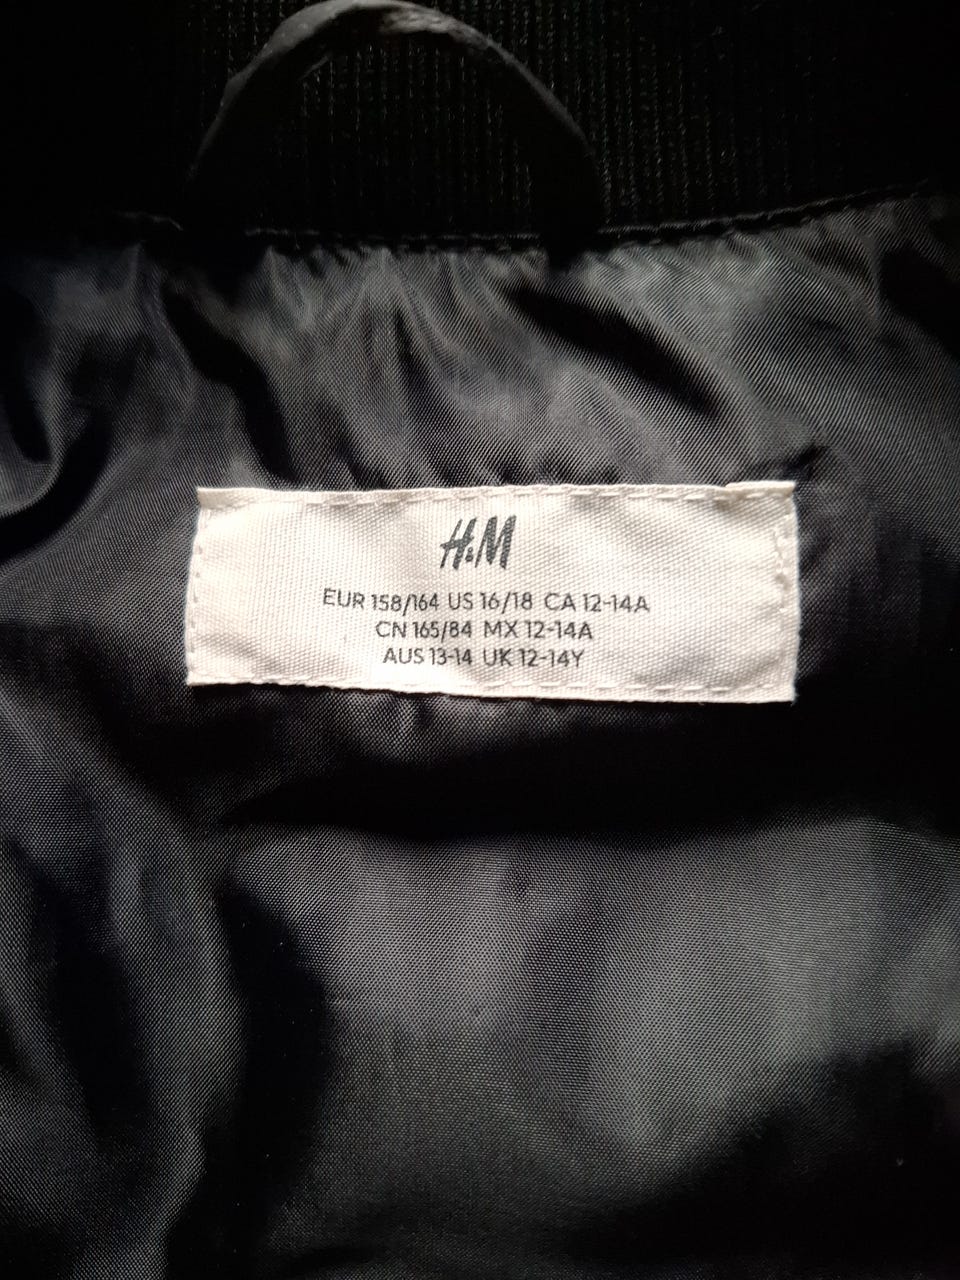 H&M
EUR 158/164 US 16/18 CA 12-14A
CN 165/84 MX 12-14A
AUS 13-14 UK 12-14Y